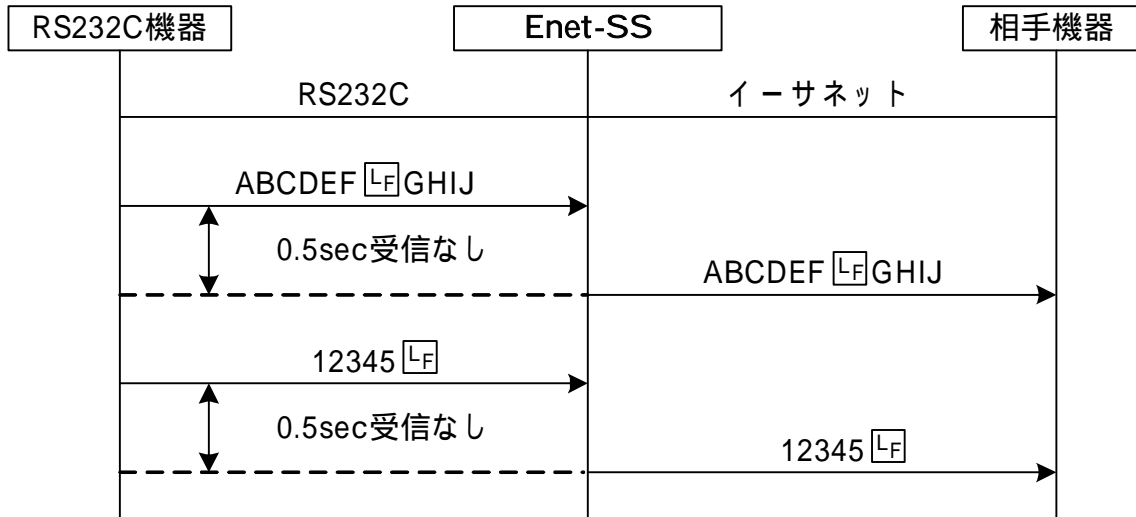 RS232C機器 Enet-SS 相手機器
RS232C イーサネット
ABCDEF LF GHIJ
0.5sec受信なし
ABCDEF LF GHIJ
12345 LF
0.5sec受信なし
12345 LF